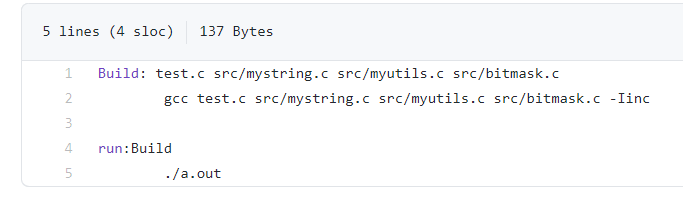 5 lines (4 sloc) 137 Bytes
1 Build: test.c src/mystring.c src/myutils.c src/bitmask.c
2 gcc test.c src/mystring.c src/myutils.c src/bitmask.c -Iinc
3
4 run:Build
5 ./a.out